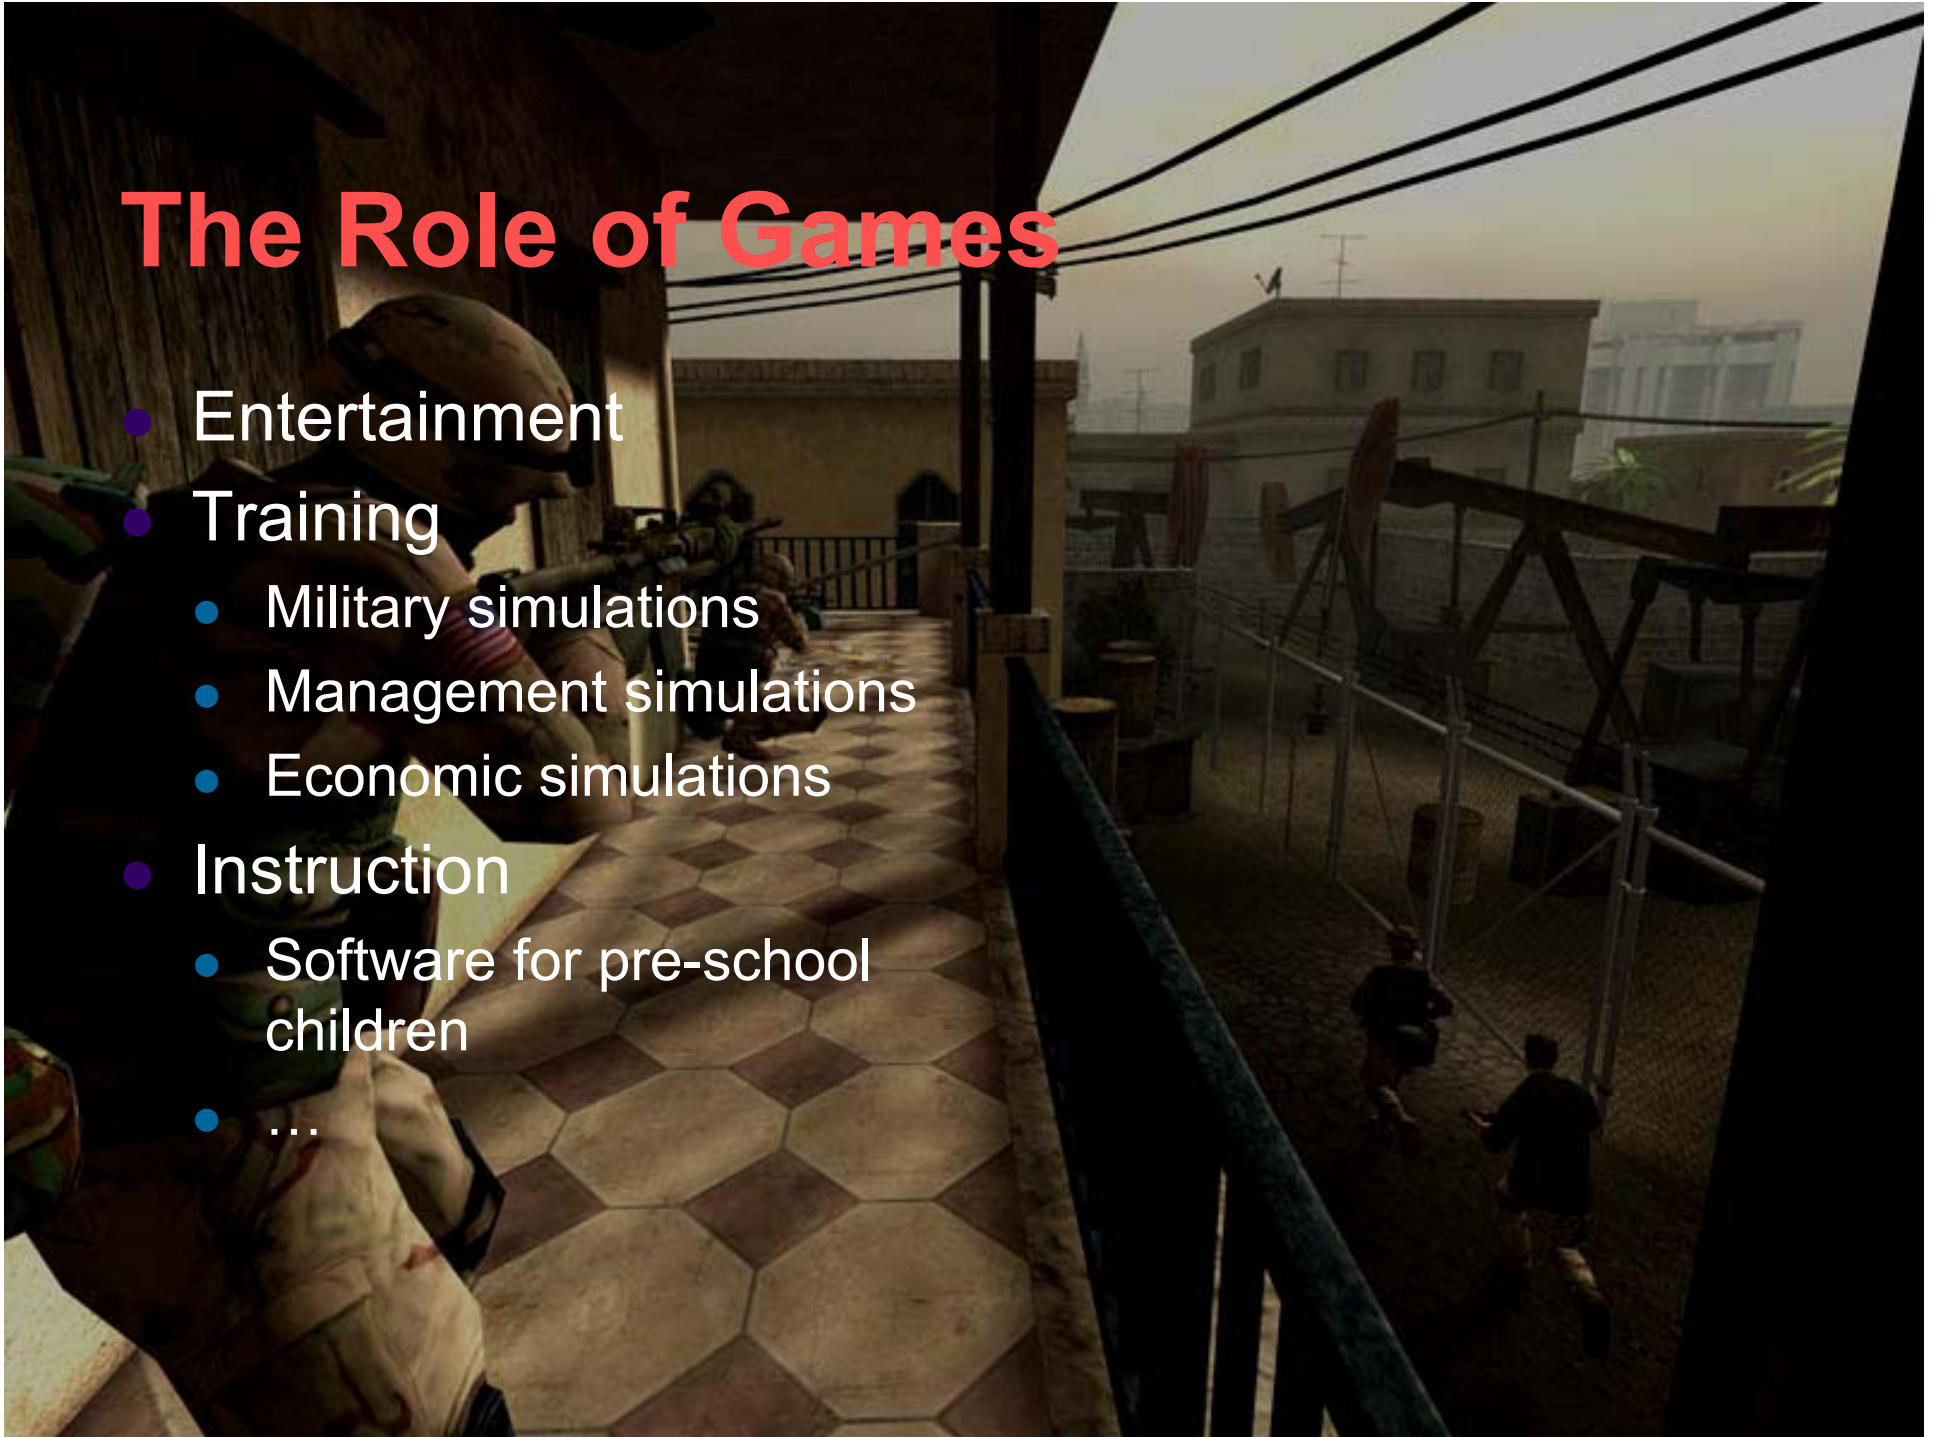 The Role of Games
Entertainment
Training
Military simulations
Management simulations
Economic simulations
Instruction
Software for pre-school
children
…